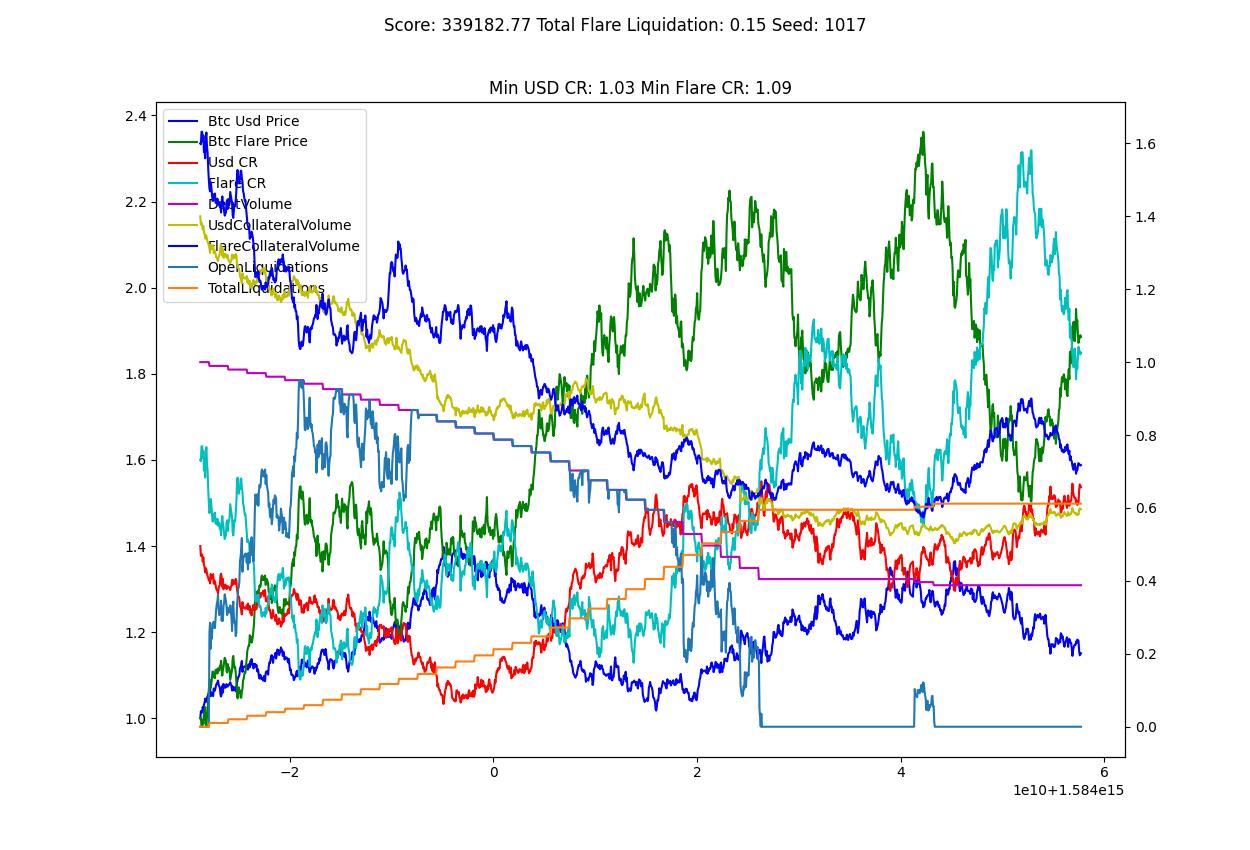 Score: 339182.77 Total Flare Liquidation: 0.15 Seed: 1017
Min USD CR: 1.03 Min Flare CR: 1.09
Btc Usd Price
Btc Flare Price
Usd CR
Flare CR
DebtVolume
UsdCollateralVolume
FlareCollateralVolume
OpenLiquidations
TotalLiquidations
2.4
2.2
2.0
1.8
1.6
1.4
1.2
1.0
1.6
1.4
1.2
1.0
0.8
0.6
0.4
0.2
0.0
−2 0 2 4 6
1e10+1.584e15